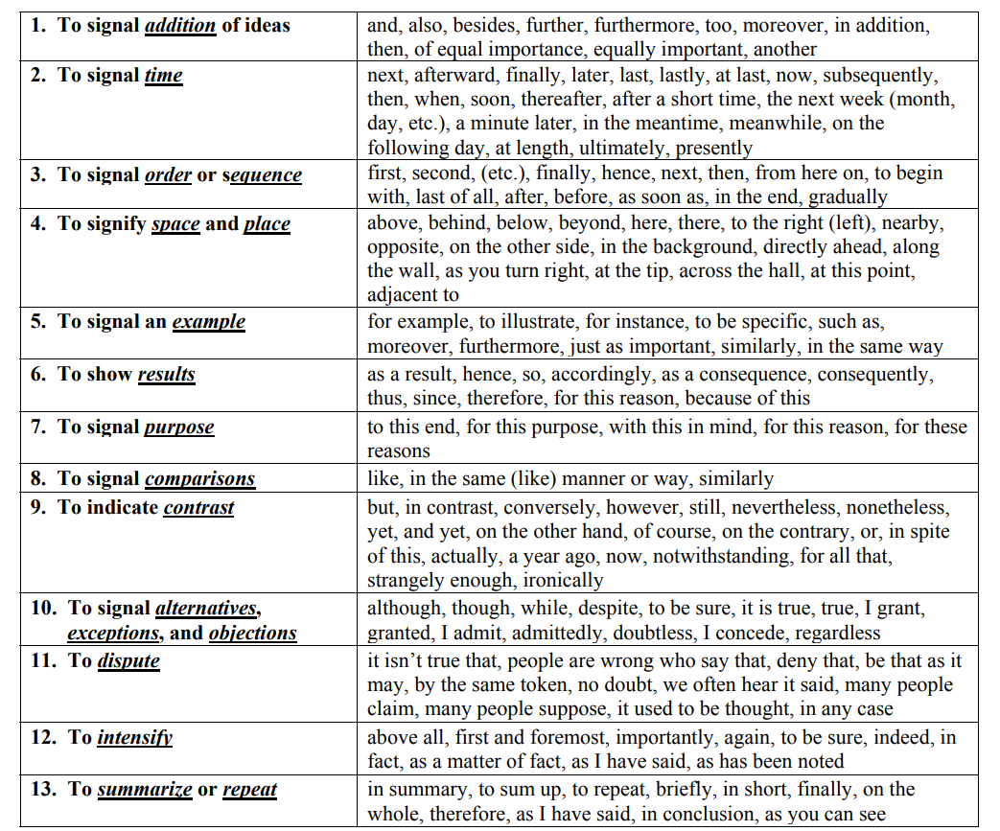 1. To signal addition of ideas
and, also, besides, further, furthermore, too, moreover, in addition,
then, of equal importance, equally important, another
2. To signal time
next, afterward, finally, later, last, lastly, at last, now, subsequently,
then, when, soon, thereafter, after a short time, the next week (month,
day, etc.), a minute later, in the meantime, meanwhile, on the
following day, at length, ultimately, presently
3. To signal order or sequence
first, second, (etc.), finally, hence, next, then, from here on, to begin
with, last of all, after, before, as soon as, in the end, gradually
4. To signify space and place
above, behind, below, beyond, here, there, to the right (left), nearby,
opposite, on the other side, in the background, directly ahead, along
the wall, as you turn right, at the tip, across the hall, at this point,
adjacent to
5. To signal an example
for example, to illustrate, for instance, to be specific, such as,
moreover, furthermore, just as important, similarly, in the same way
6. To show results
as a result, hence, so, accordingly, as a consequence, consequently,
thus, since, therefore, for this reason, because of this
7. To signal purpose
to this end, for this purpose, with this in mind, for this reason, for these
reasons
8. To signal comparisons
like, in the same (like) manner or way, similarly
9. To indicate contrast
but, in contrast, conversely, however, still, nevertheless, nonetheless,
yet, and yet, on the other hand, of course, on the contrary, or, in spite
of this, actually, a year ago, now, notwithstanding, for all that,
strangely enough, ironically
10. To signal alternatives,
exceptions, and objections
although, though, while, despite, to be sure, it is true, true, I grant,
granted, I admit, admittedly, doubtless, I concede, regardless
11. To dispute
it isn’t true that, people are wrong who say that, deny that, be that as it
may, by the same token, no doubt, we often hear it said, many people
claim, many people suppose, it used to be thought, in any case
12. To intensify
above all, first and foremost, importantly, again, to be sure, indeed, in
fact, as a matter of fact, as I have said, as has been noted
13. To summarize or repeat
in summary, to sum up, to repeat, briefly, in short, finally, on the
whole, therefore, as I have said, in conclusion, as you can see